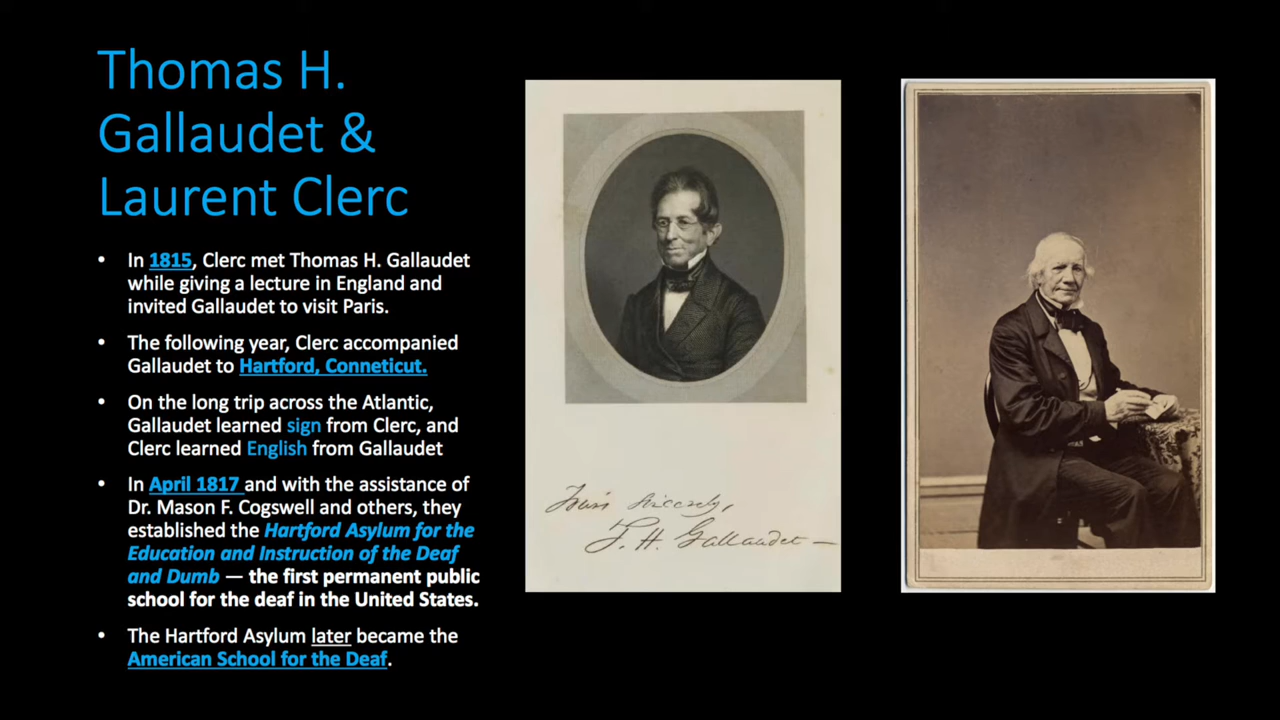 Thomas H.
Gallaudet &
Laurent Clerc
• In 1815, Clerc met Thomas H. Gallaudet
while giving a lecture in England and
invited Gallaudet to visit Paris.
• The following year, Clerc accompanied
Gallaudet to Hartford, Conneticut.
• On the long trip across the Atlantic,
Gallaudet learned sign from Clerc, and
Clerc learned English from Gallaudet
• In April 1817 and with the assistance of
Dr. Mason F. Cogswell and others, they
established the Hartford Asylum for the
Education and Instruction of the Deaf
and Dumb — the first permanent public
school for the deaf in the United States.
• The Hartford Asylum later became the
American School for the Deaf.
Yours sincerely,
T. H. Gallaudet —